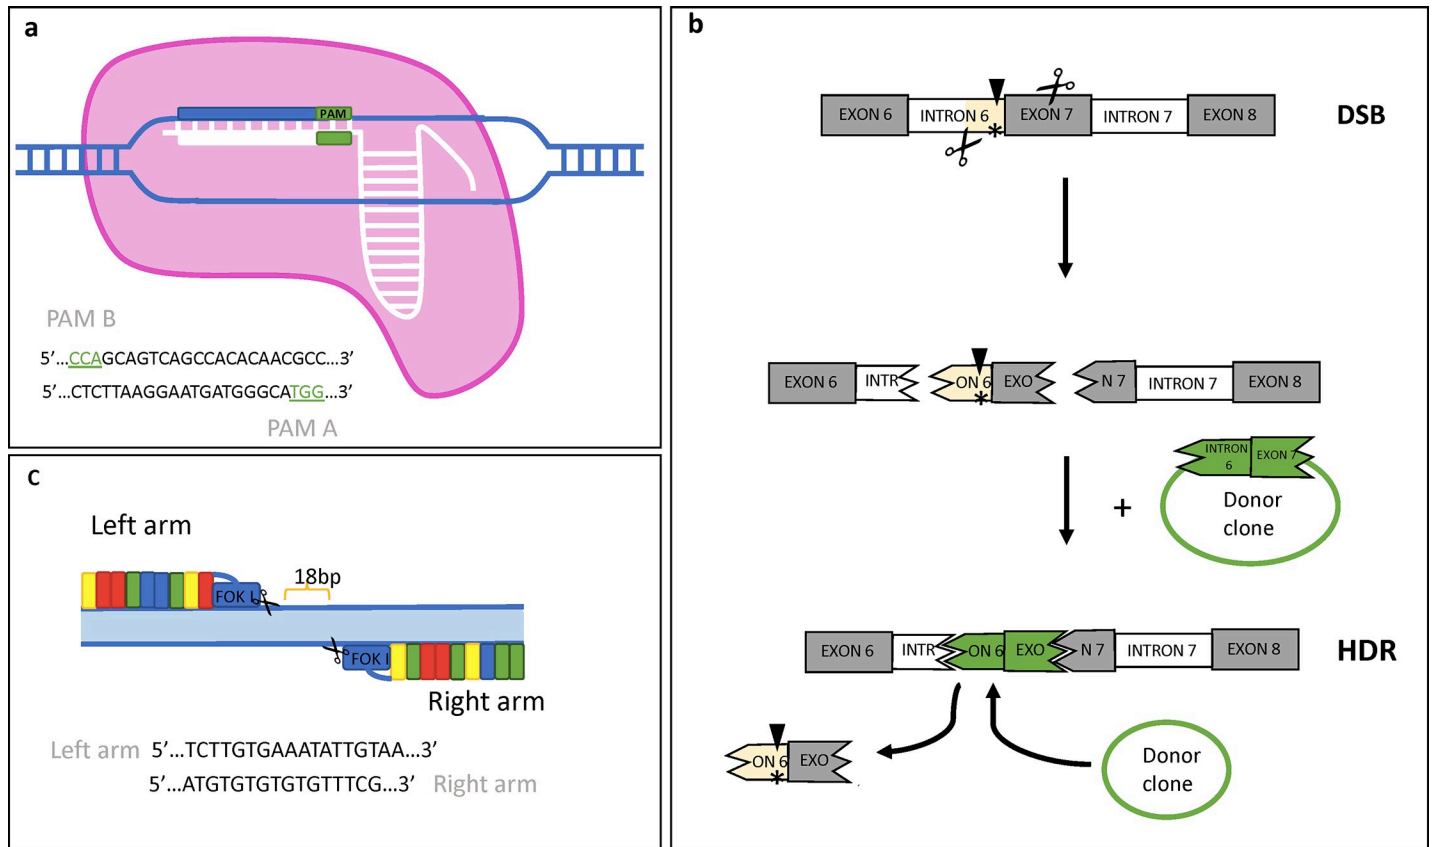 a
PAM
PAM B
5’...CCAGCAGTCAGCCACACAACGCC...3’
5’...CTCTTAAGGAATGATGGGCATGG...3’
PAM A
b
EXON 6 INTRON 6 EXON 7 INTRON 7 EXON 8 DSB
*
EXON 6 INTR ON 6 EXO N 7 INTRON 7 EXON 8
*
INTRON
6
EXON 7
+
Donor
clone
EXON 6 INTR ON 6 EXO N 7 INTRON 7 EXON 8 HDR
ON 6 EXO
*
Donor
clone
c
Left arm
18bp
FOK I
FOK I
Right arm
Left arm 5’...TCTTGTGAAATATTGTAA...3’
5’...ATGTGTGTGTGTTTCG...3’ Right arm